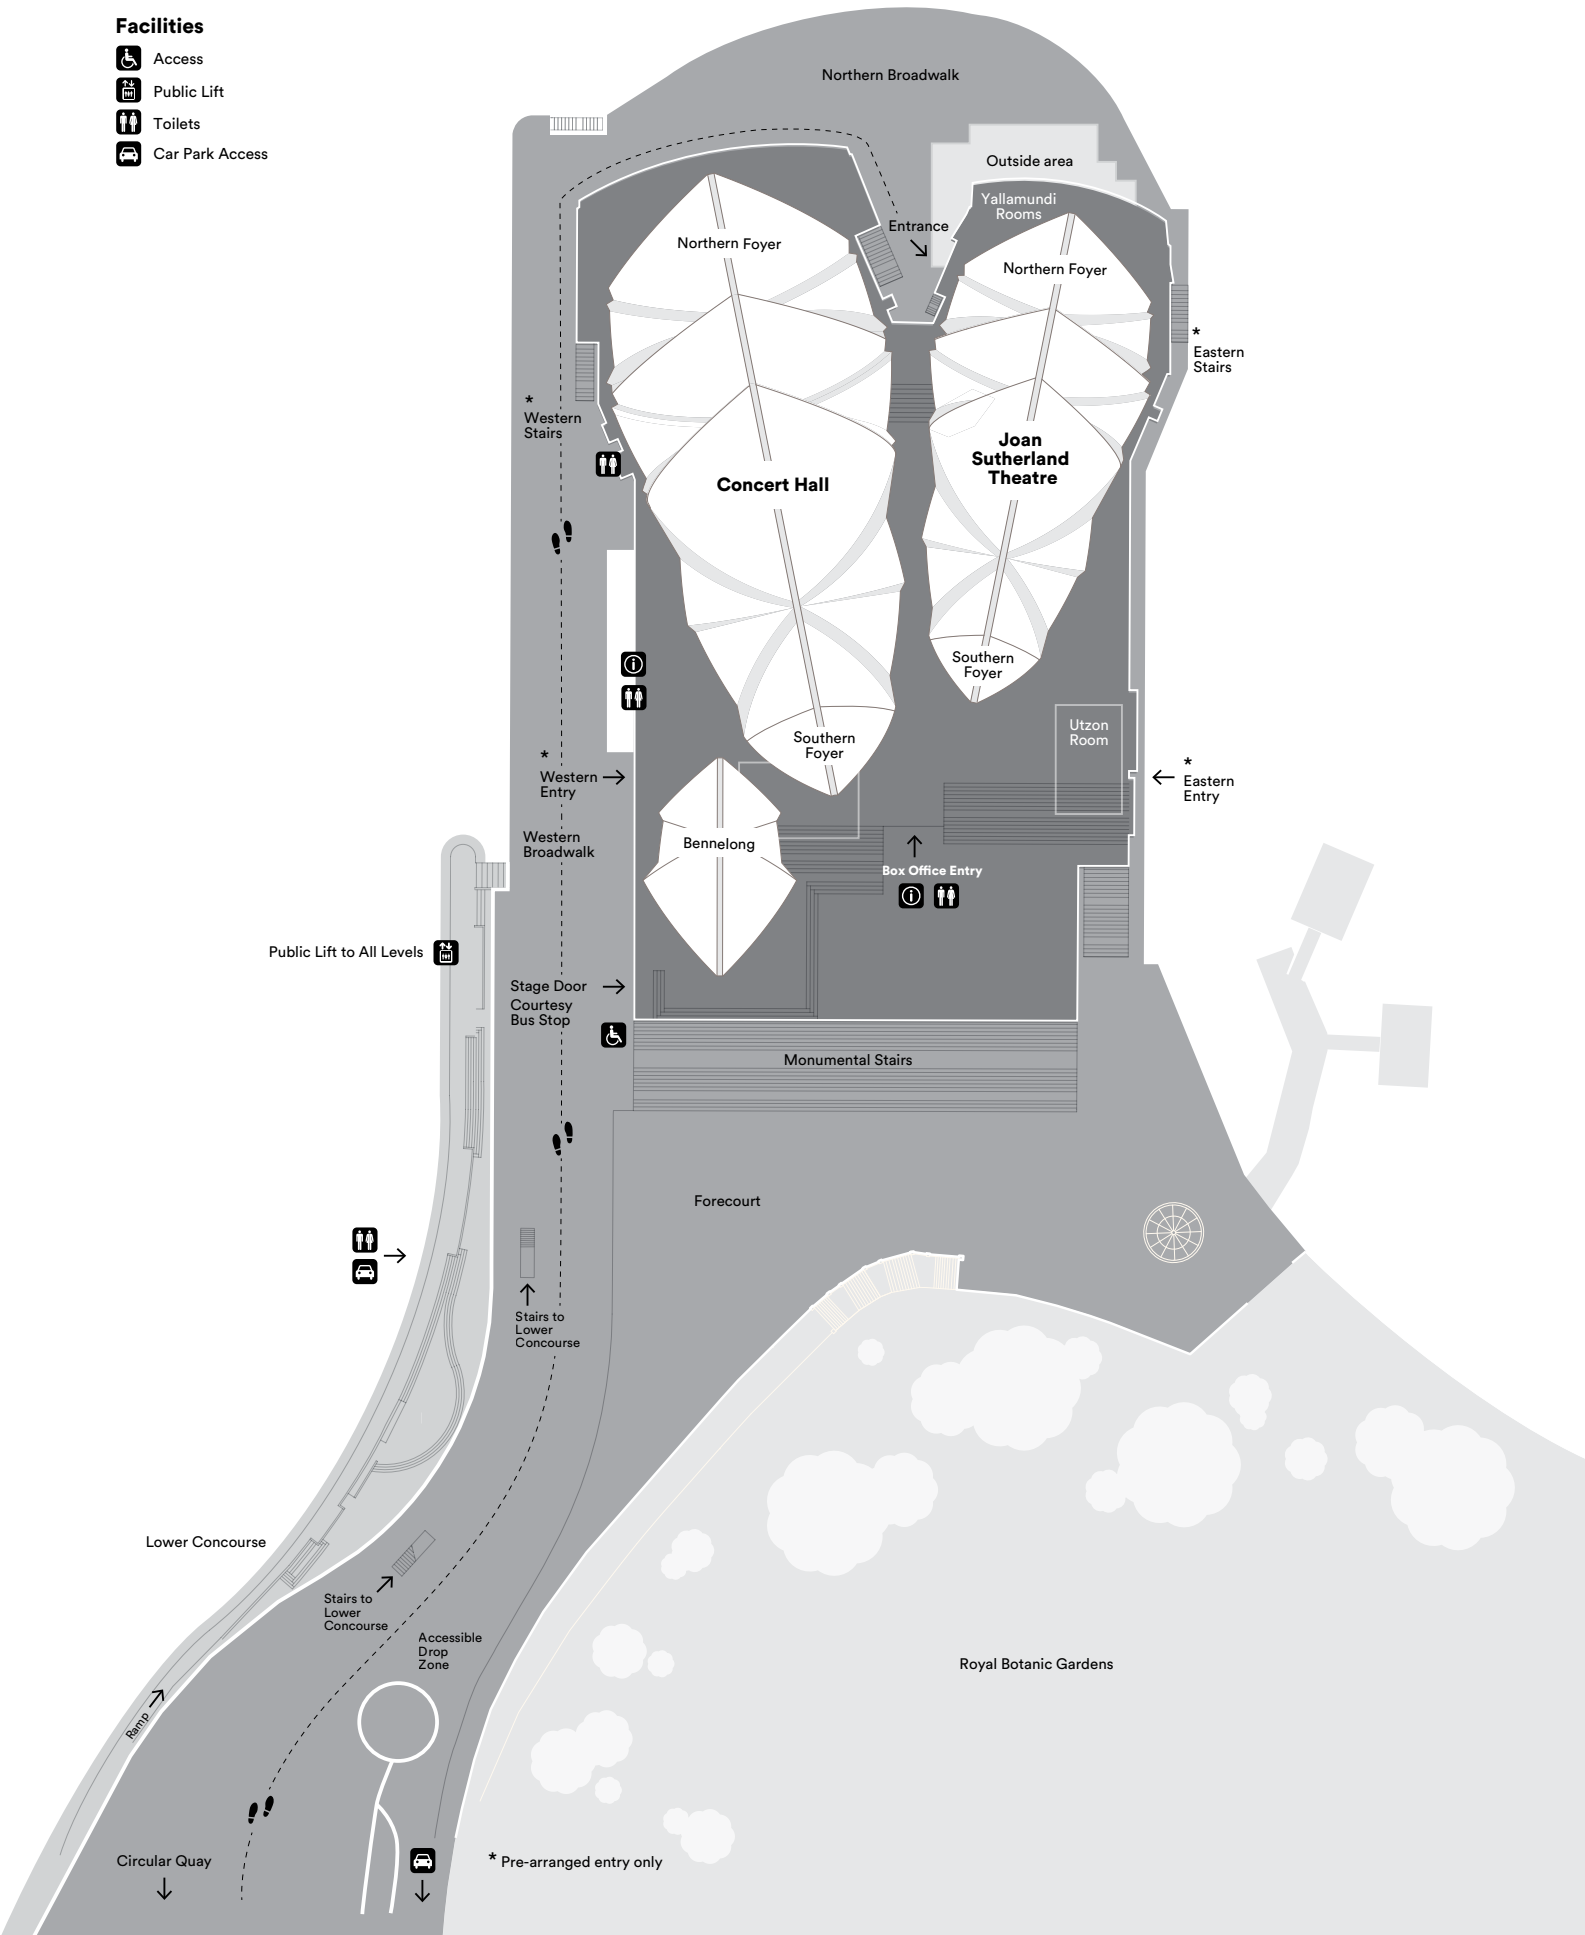 Facilities
Access
Public Lift
Toilets
Car Park Access
Northern Broadwalk
Outside area
Yallamundi
Rooms
Entrance
Northern Foyer
Northern Foyer
*
Eastern
Stairs
*
Western
Stairs
Joan
Sutherland
Theatre
Concert Hall
Southern
Foyer
Utzon
Room
Southern
Foyer
*
Western
Entry
*
Eastern
Entry
Western
Broadwalk
Bennelong
Box Office Entry
Public Lift to All Levels
Stage Door
Courtesy
Bus Stop
Monumental Stairs
Forecourt
Stairs to
Lower
Concourse
Lower Concourse
Stairs to
Lower
Concourse
Accessible
Drop
Zone
Royal Botanic Gardens
Ramp
Circular Quay
* Pre-arranged entry only